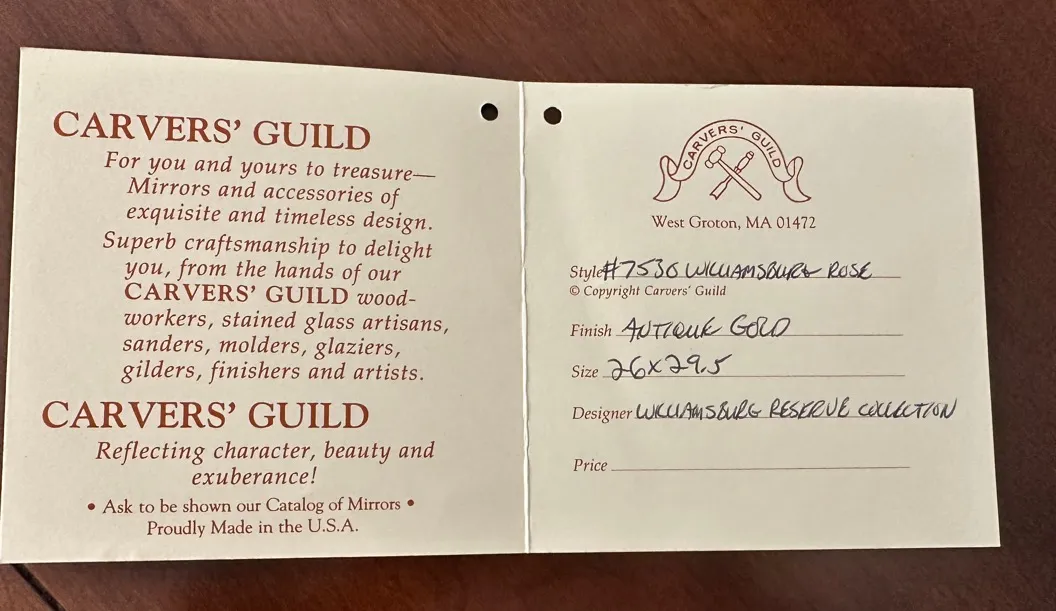 CARVERS' GUILD
For you and yours to treasure—
Mirrors and accessories of
exquisite and timeless design.
Superb craftsmanship to delight
you, from the hands of our
CARVERS' GUILD wood-
workers, stained glass artisans,
sanders, molders, glaziers,
gilders, finishers and artists.
CARVERS' GUILD
Reflecting character, beauty and
exuberance!
• Ask to be shown our Catalog of Mirrors •
Proudly Made in the U.S.A.
CARVERS' GUILD
West Groton, MA 01472
Style #7530 WILLIAMSBURG ROSE
© Copyright Carvers' Guild
Finish ANTIQUE GOLD
Size 26x29.5
Designer WILLIAMSBURG RESERVE COLLECTION
Price